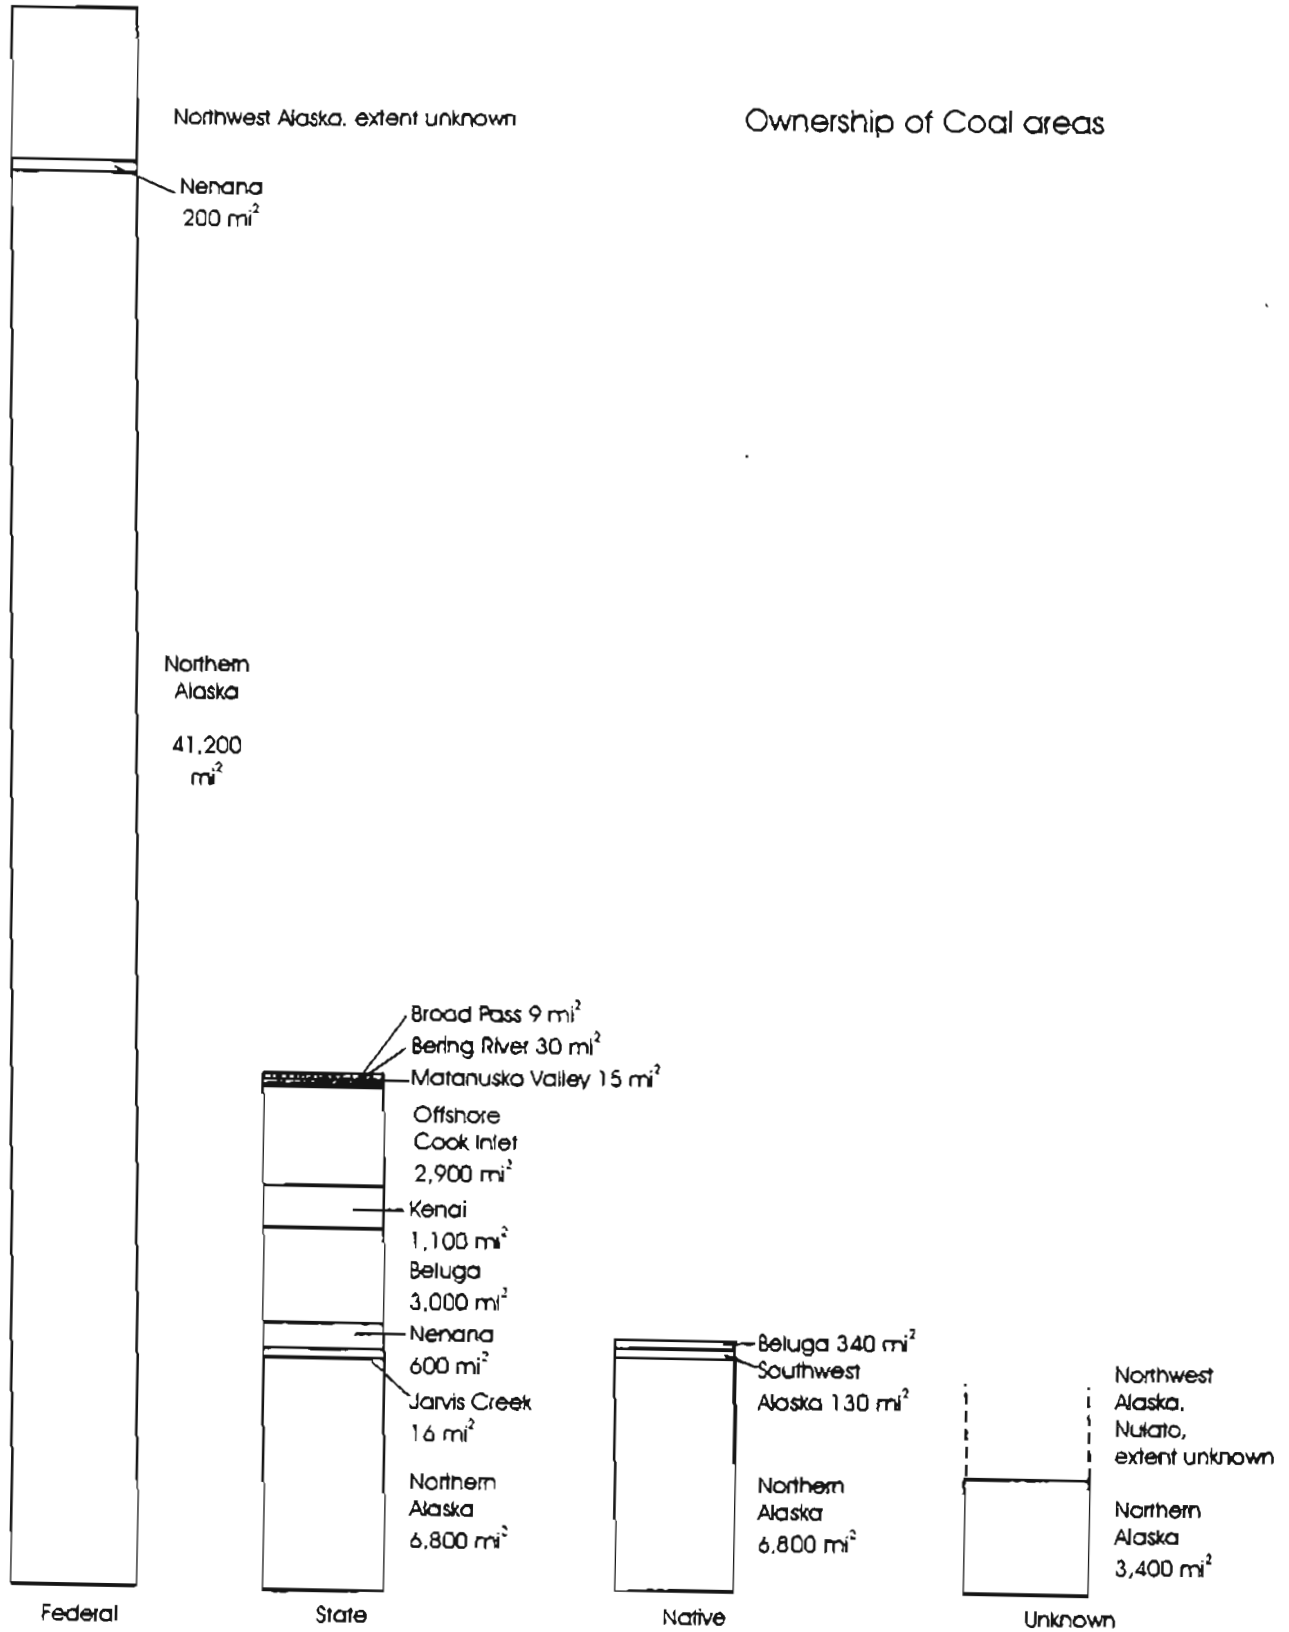 Northwest Alaska, extent unknown
Ownership of Coal areas
Nenana
200 mi²
Northern
Alaska
41,200
mi²
Broad Pass 9 mi²
Bering River 30 mi²
Matanuska Valley 15 mi²
Offshore
Cook Inlet
2,900 mi²
Kenai
1,100 mi²
Beluga
3,000 mi²
Nenana
600 mi²
Jarvis Creek
16 mi²
Northern
Alaska
6,800 mi²
Beluga 340 mi²
Southwest
Alaska 130 mi²
Northern
Alaska
6,800 mi²
Northwest
Alaska,
Nulato,
extent unknown
Northern
Alaska
3,400 mi²
Federal
State
Native
Unknown